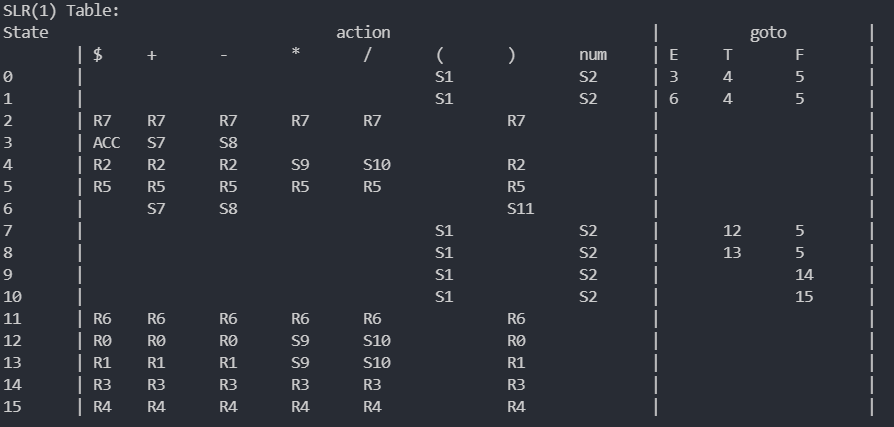 SLR(1) Table:
State action | goto |
| $ + - * / ( ) num | E T F |
0 | S1 S2 | 3 4 5 |
1 | S1 S2 | 6 4 5 |
2 | R7 R7 R7 R7 R7 R7 | |
3 | ACC S7 S8 | |
4 | R2 R2 R2 S9 S10 R2 | |
5 | R5 R5 R5 R5 R5 R5 | |
6 | S7 S8 S11 | |
7 | S1 S2 | 12 5 |
8 | S1 S2 | 13 5 |
9 | S1 S2 | 14 |
10 | S1 S2 | 15 |
11 | R6 R6 R6 R6 R6 R6 | |
12 | R0 R0 R0 S9 S10 R0 | |
13 | R1 R1 R1 S9 S10 R1 | |
14 | R3 R3 R3 R3 R3 R3 | |
15 | R4 R4 R4 R4 R4 R4 | |